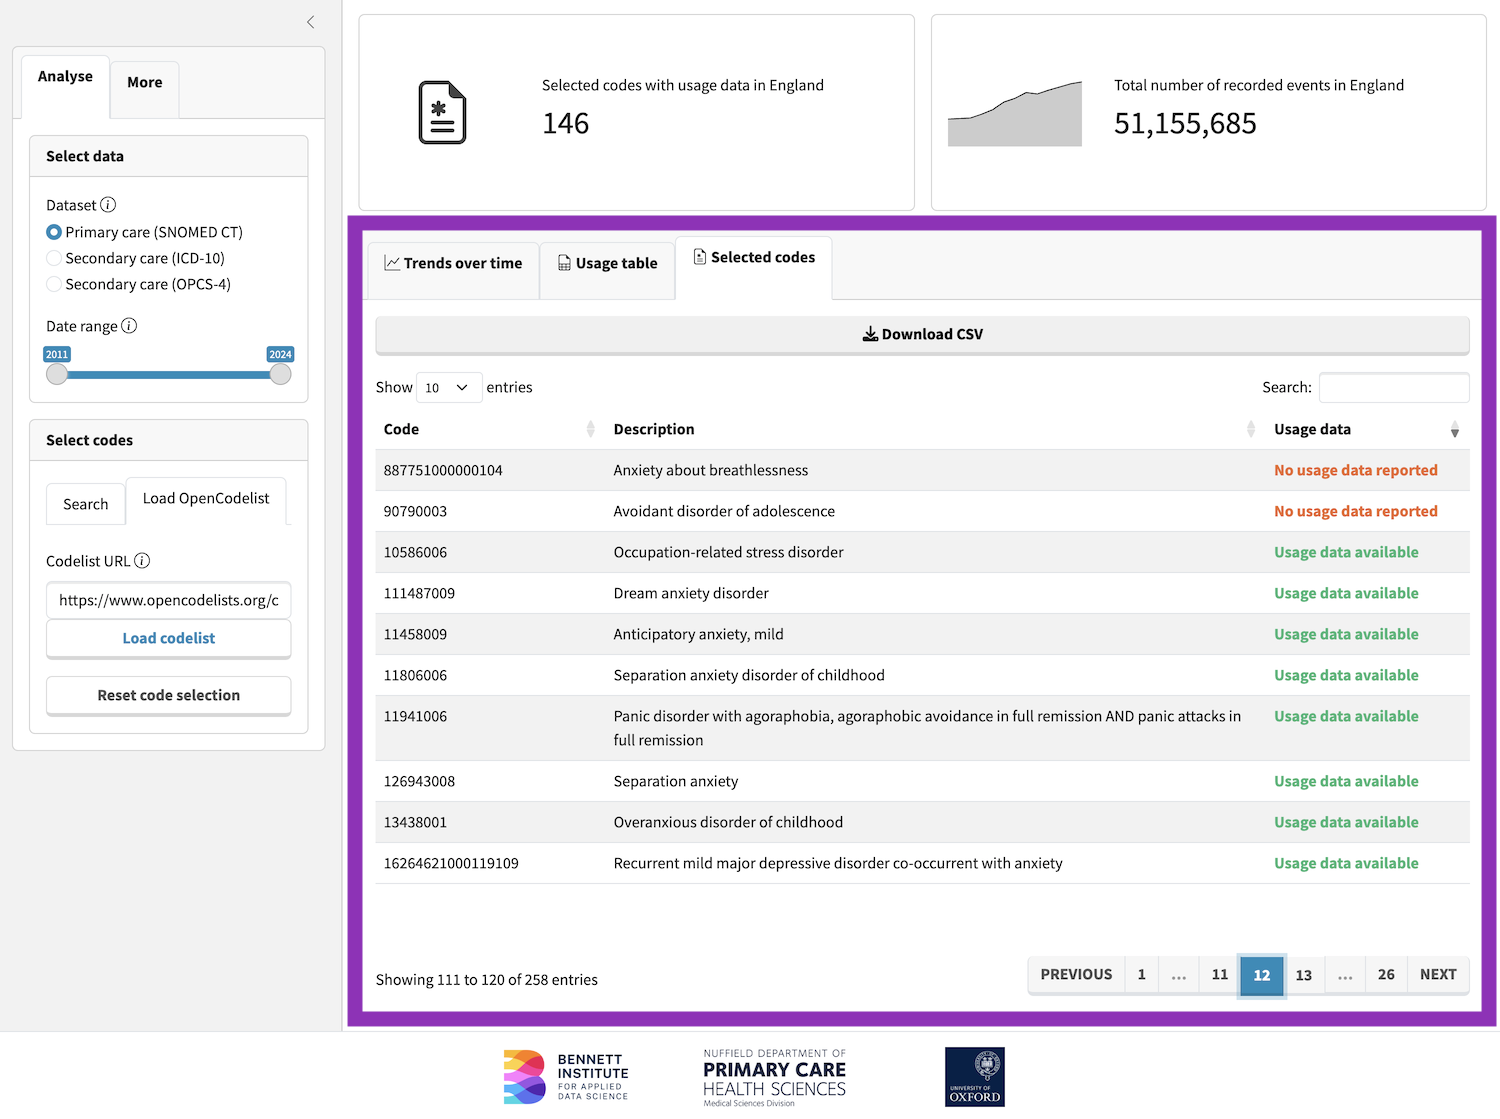 Analyse
More
Select data
Dataset
Primary care (SNOMED CT)
Secondary care (ICD-10)
Secondary care (OPCS-4)
Date range
2011 2024
Select codes
Search
Load OpenCodelist
Codelist URL
https://www.opencodelists.org/c
Load codelist
Reset code selection
Selected codes with usage data in England
146
Total number of recorded events in England
51,155,685
Trends over time
Usage table
Selected codes
Download CSV
Show 10 entries
Search:
Code Description Usage data
887751000000104 Anxiety about breathlessness No usage data reported
90790003 Avoidant disorder of adolescence No usage data reported
10586006 Occupation-related stress disorder Usage data available
111487009 Dream anxiety disorder Usage data available
11458009 Anticipatory anxiety, mild Usage data available
11806006 Separation anxiety disorder of childhood Usage data available
11941006 Panic disorder with agoraphobia, agoraphobic avoidance in full remission AND panic attacks in Usage data available
full remission
126943008 Separation anxiety Usage data available
13438001 Overanxious disorder of childhood Usage data available
16264621000119109 Recurrent mild major depressive disorder co-occurrent with anxiety Usage data available
Showing 111 to 120 of 258 entries
PREVIOUS 1 ... 11 12 13 ... 26 NEXT
BENNETT
INSTITUTE
FOR APPLIED
DATA SCIENCE
NUFFIELD DEPARTMENT OF
PRIMARY CARE
HEALTH SCIENCES
Medical Sciences Division
UNIVERSITY OF
OXFORD